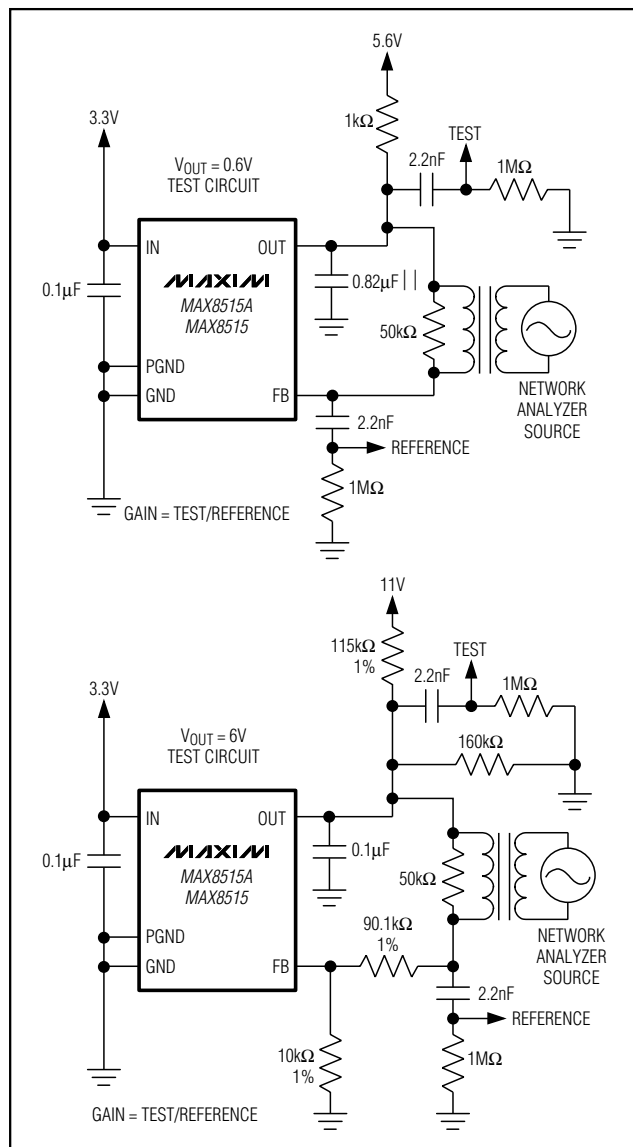 5.6V
1kΩ
TEST
3.3V
2.2nF
1MΩ
VOUT = 0.6V
TEST CIRCUIT
IN
OUT
0.1µF
MAXIM
0.82µF ||
MAX8515A
MAX8515
50kΩ
PGND
GND
FB
NETWORK
ANALYZER
SOURCE
2.2nF
REFERENCE
1MΩ
GAIN = TEST/REFERENCE
11V
115kΩ
1%
TEST
3.3V
2.2nF
1MΩ
VOUT = 6V
TEST CIRCUIT
160kΩ
IN
OUT
0.1µF
MAXIM
0.1µF
MAX8515A
MAX8515
50kΩ
90.1kΩ
1%
NETWORK
ANALYZER
SOURCE
PGND
GND
FB
2.2nF
REFERENCE
10kΩ
1%
1MΩ
GAIN = TEST/REFERENCE